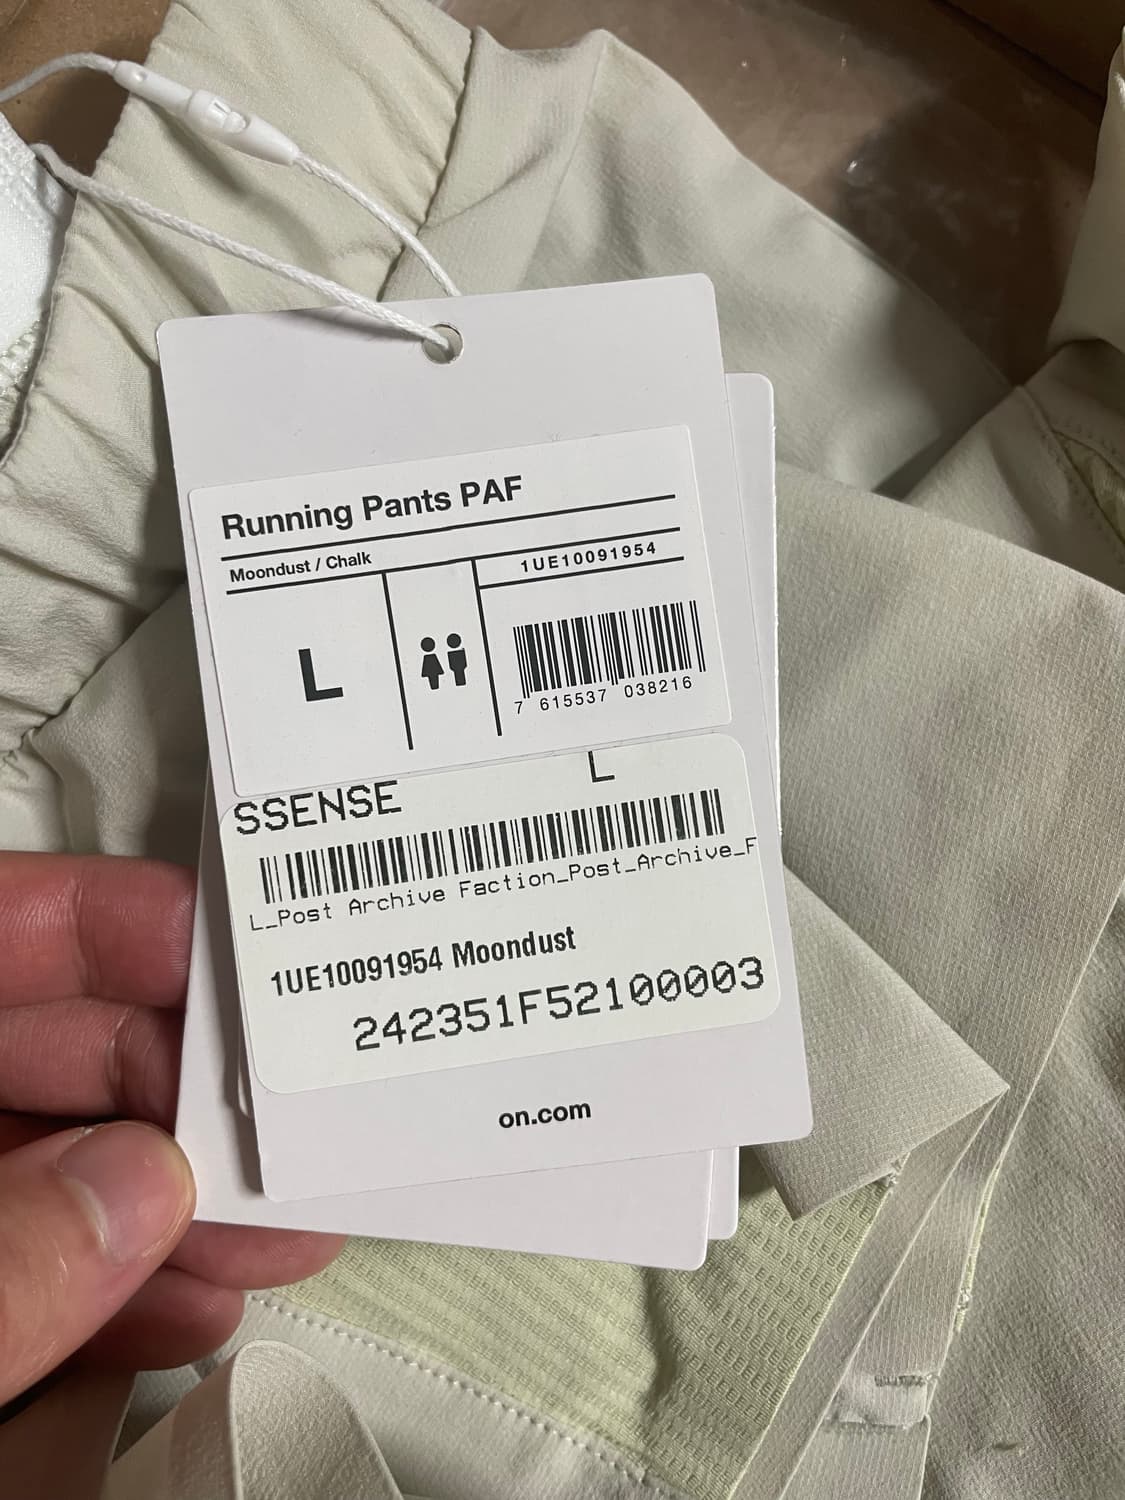 Running Pants PAF
Moondust / Chalk
1UE10091954
L
7 615537 038216
L
SSENSE
L_Post Archive Faction_Post_Archive_F
1UE10091954 Moondust
242351F52100003
on.com